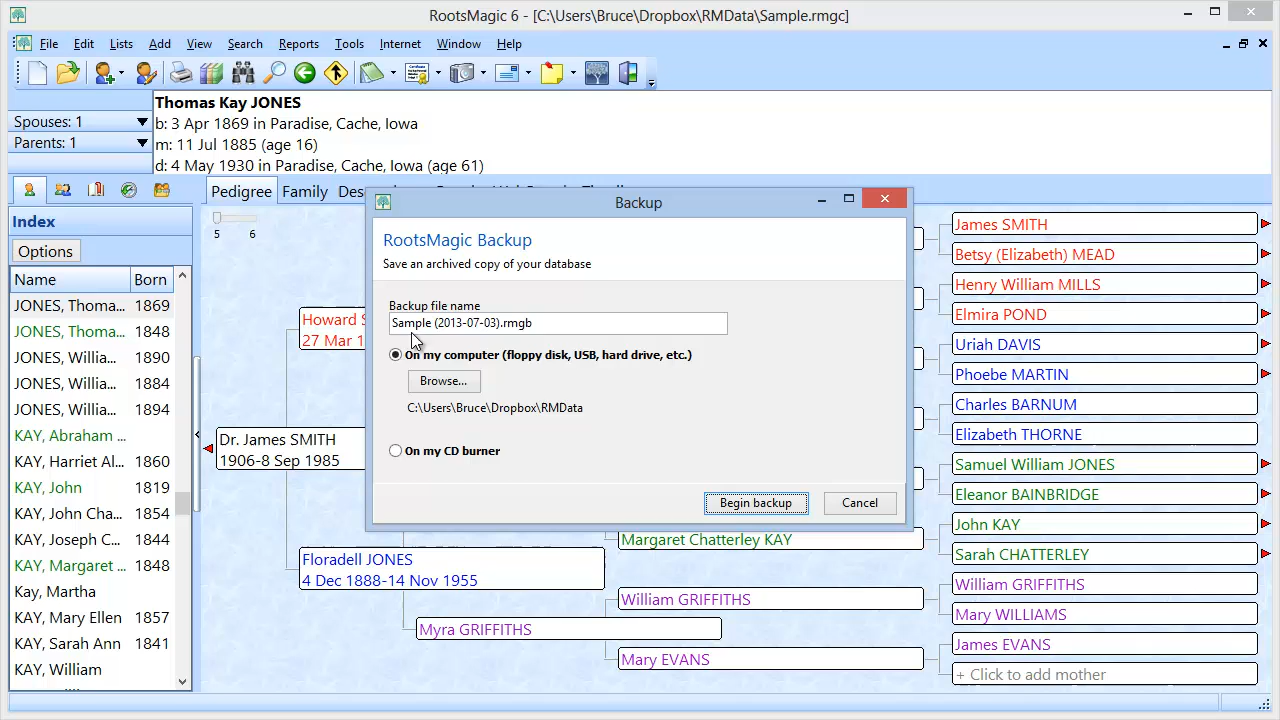 RootsMagic 6 - [C:\Users\Bruce\Dropbox\RMData\Sample.rmgc]
File Edit Lists Add View Search Reports Tools Internet Window Help
Thomas Kay JONES
Spouses: 1
b: 3 Apr 1869 in Paradise, Cache, Iowa
Parents: 1
m: 11 Jul 1885 (age 16)
d: 4 May 1930 in Paradise, Cache, Iowa (age 61)
Pedigree Family
Index
5 6
Options
Name Born
JONES, Thoma... 1869
JONES, Thoma... 1848
JONES, Willia... 1890
JONES, Willia... 1884
JONES, Willia... 1894
KAY, Abraham ...
KAY, Harriet Al... 1860
KAY, John 1819
KAY, John Cha... 1854
KAY, Joseph C... 1844
KAY, Margaret ... 1848
Kay, Martha
KAY, Mary Ellen 1857
KAY, Sarah Ann 1841
KAY, William
Howard
27 Mar
Dr. James SMITH
1906-8 Sep 1985
Floradell JONES
4 Dec 1888-14 Nov 1955
Myra GRIFFITHS
Margaret Chatterley KAY
William GRIFFITHS
Mary EVANS
James SMITH
Betsy (Elizabeth) MEAD
Henry William MILLS
Elmira POND
Uriah DAVIS
Phoebe MARTIN
Charles BARNUM
Elizabeth THORNE
Samuel William JONES
Eleanor BAINBRIDGE
John KAY
Sarah CHATTERLEY
William GRIFFITHS
Mary WILLIAMS
James EVANS
+ Click to add mother
Backup
RootsMagic Backup
Save an archived copy of your database
Backup file name
Sample (2013-07-03).rmgb
On my computer (floppy disk, USB, hard drive, etc.)
Browse...
C:\Users\Bruce\Dropbox\RMData
On my CD burner
Begin backup Cancel